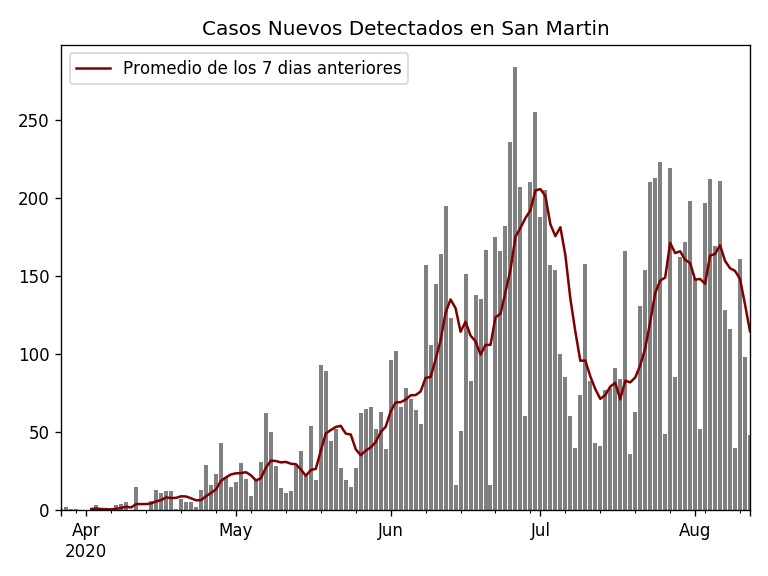 Casos Nuevos Detectados en San Martin
Promedio de los 7 dias anteriores
250
200
150
100
50
0
Apr May Jun Jul Aug
2020